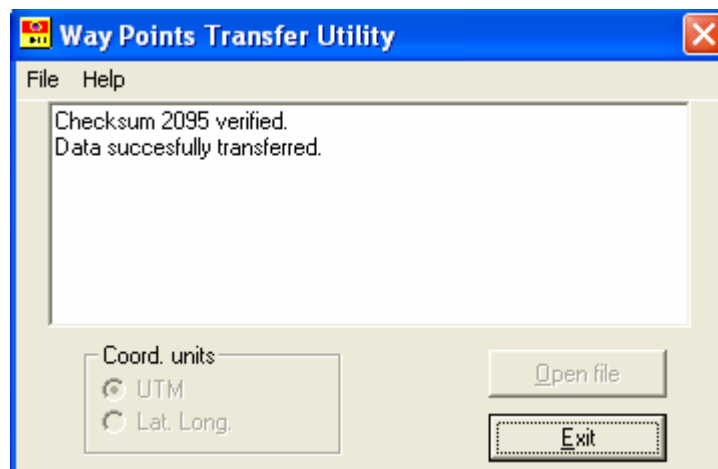 Way Points Transfer Utility
File Help
Checksum 2095 verified.
Data succesfully transferred.
Coord. units
UTM
Lat. Long.
Open file
Exit